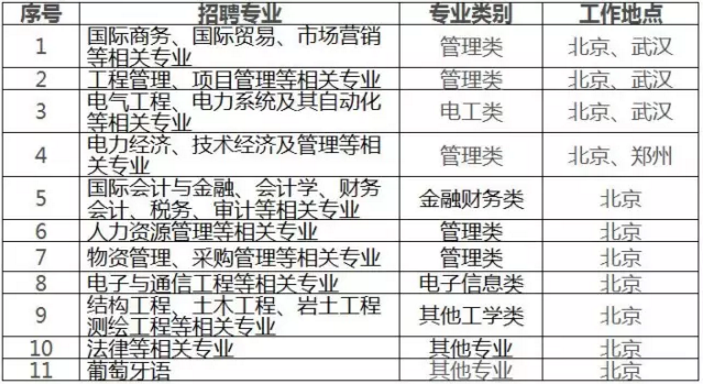 序号 招聘专业 专业类别 工作地点
1 国际商务、国际贸易、市场营销等相关专业 管理类 北京、武汉
2 工程管理、项目管理等相关专业 管理类 北京、武汉
3 电气工程、电力系统及其自动化等相关专业 电工类 北京、武汉
4 电力经济、技术经济及管理等相关专业 管理类 北京、郑州
5 国际会计与金融、会计学、财务会计、税务、审计等相关专业 金融财务类 北京
6 人力资源管理等相关专业 管理类 北京
7 物资管理、采购管理等相关专业 管理类 北京
8 电子与通信工程等相关专业 电子信息类 北京
9 结构工程、土木工程、岩土工程测绘工程等相关专业 其他工学类 北京
10 法律等相关专业 其他专业 北京
11 葡萄牙语 其他专业 北京